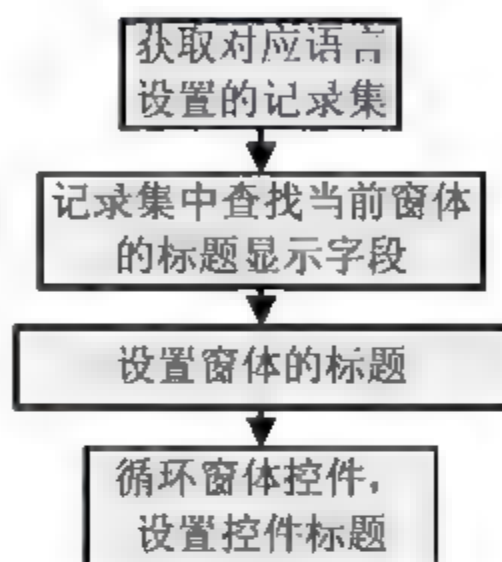 获取对应语言
设置的记录集
记录集中查找当前窗体
的标题显示字段
设置窗体的标题
循环窗体控件，
设置控件标题